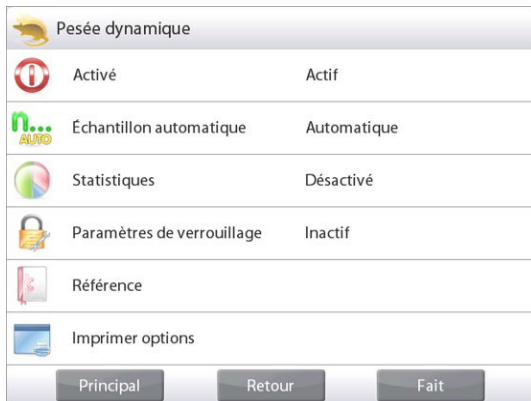 Pesée dynamique
Activé Actif
n... AUTO
Échantillon automatique Automatique
Statistiques Désactivé
Paramètres de verrouillage Inactif
Référence
Imprimer options
Principal Retour Fait